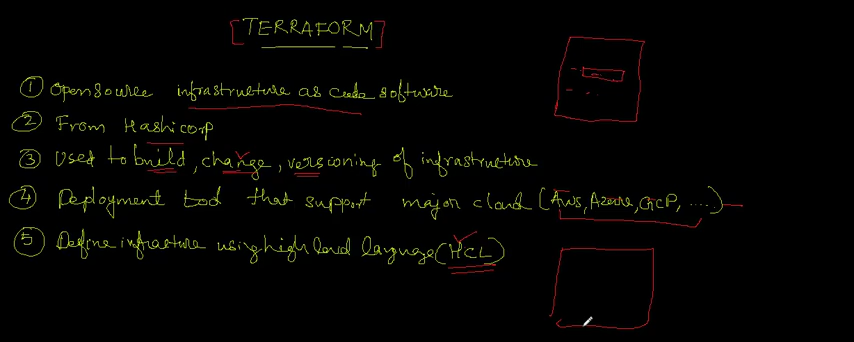 [TERRAFORM]
① Opensource infrastructure as code software
② From Hashicorp
③ Used to build, change, versioning of infrastructure
④ Deployment tool that support major cloud (AWS, Azure, GCP, ....)
⑤ Define infrasture using high level language (HCL)